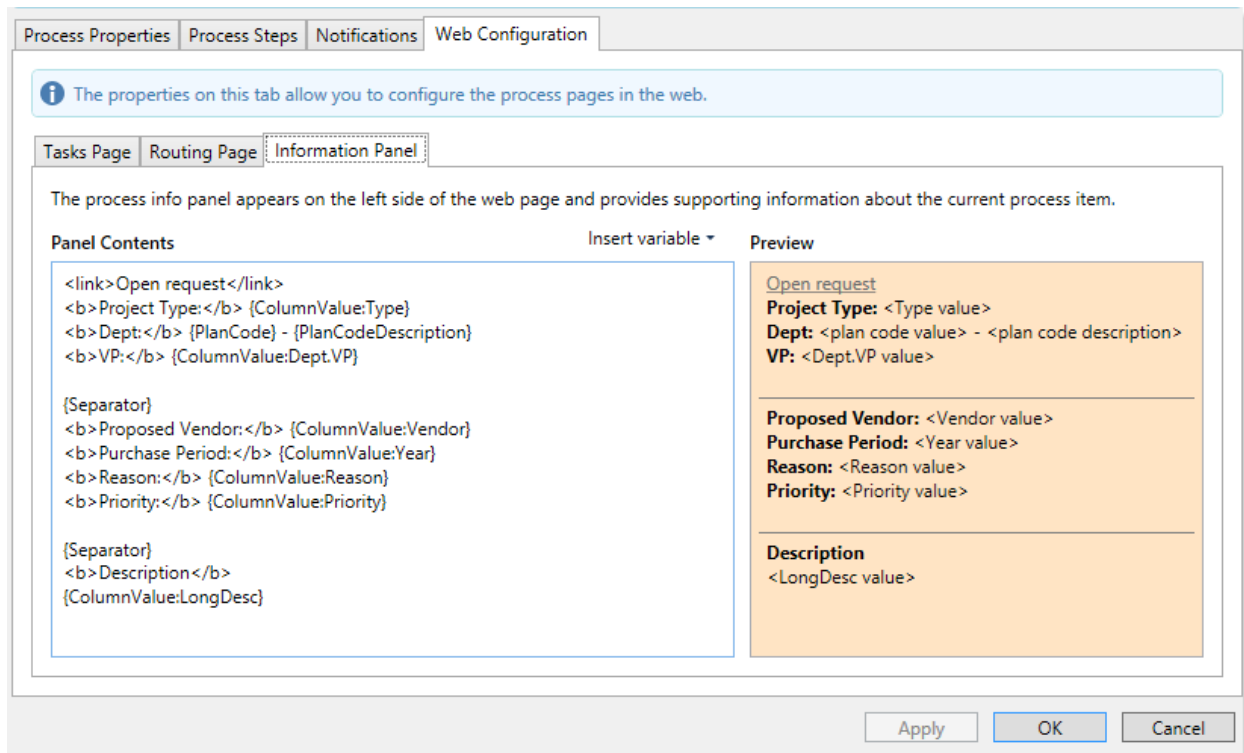 Process Properties Process Steps Notifications Web Configuration
The properties on this tab allow you to configure the process pages in the web.
Tasks Page Routing Page Information Panel
The process info panel appears on the left side of the web page and provides supporting information about the current process item.
Panel Contents Insert variable
<link>Open request</link>
<b>Project Type:</b> {ColumnValue:Type}
<b>Dept:</b> {PlanCode} - {PlanCodeDescription}
<b>VP:</b> {ColumnValue:Dept.VP}
{Separator}
<b>Proposed Vendor:</b> {ColumnValue:Vendor}
<b>Purchase Period:</b> {ColumnValue:Year}
<b>Reason:</b> {ColumnValue:Reason}
<b>Priority:</b> {ColumnValue:Priority}
{Separator}
<b>Description</b>
{ColumnValue:LongDesc}
Preview
Open request
Project Type: <Type value>
Dept: <plan code value> - <plan code description>
VP: <Dept.VP value>
Proposed Vendor: <Vendor value>
Purchase Period: <Year value>
Reason: <Reason value>
Priority: <Priority value>
Description
<LongDesc value>
Apply OK Cancel